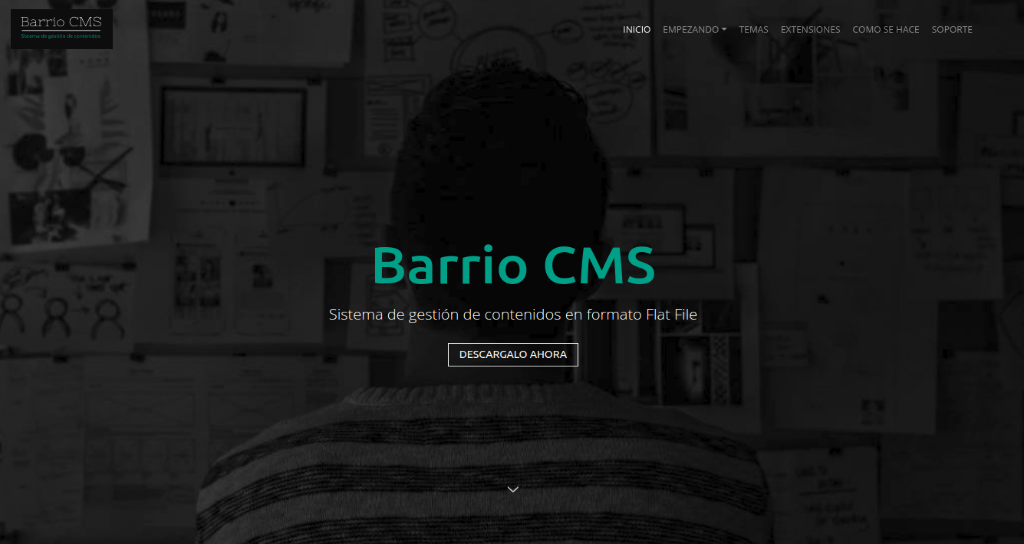 Barrio CMS
Sistema de gestión de contenidos
INICIO EMPEZANDO TEMAS EXTENSIONES COMO SE HACE SOPORTE
Barrio CMS
Sistema de gestión de contenidos en formato Flat File
DESCARGALO AHORA